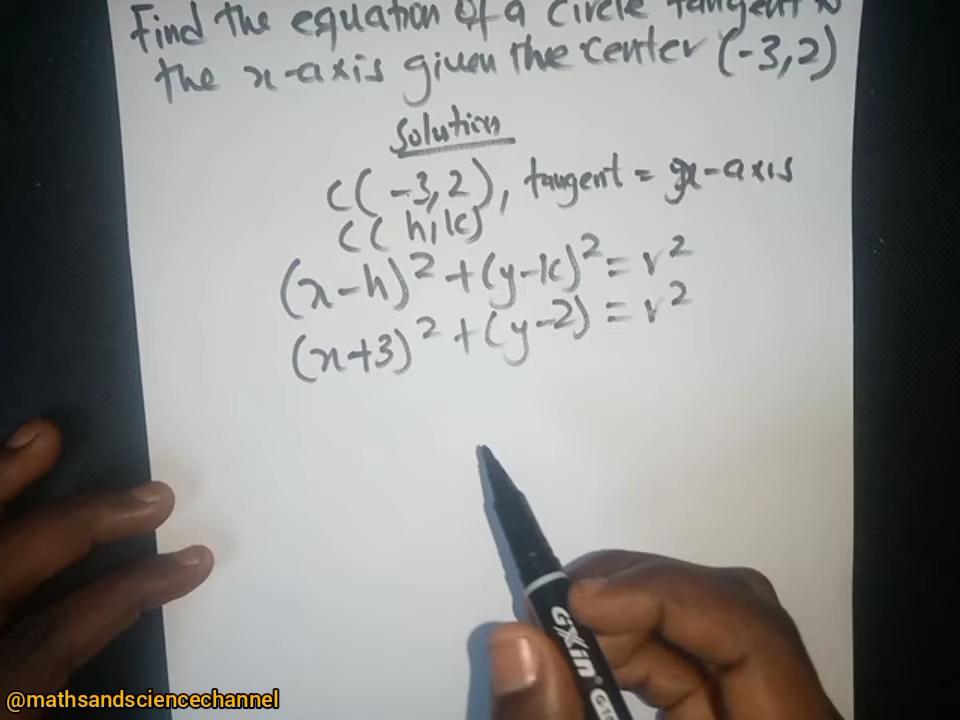 Find the equation of a circle tangent to
the x-axis given the center (-3,2)
Solution
C(-3,2), tangent = x-axis
C(h,k)
(x-h)² + (y-k)² = r²
(x+3)² + (y-2) = r²
GXin
@mathsandsciencechannel